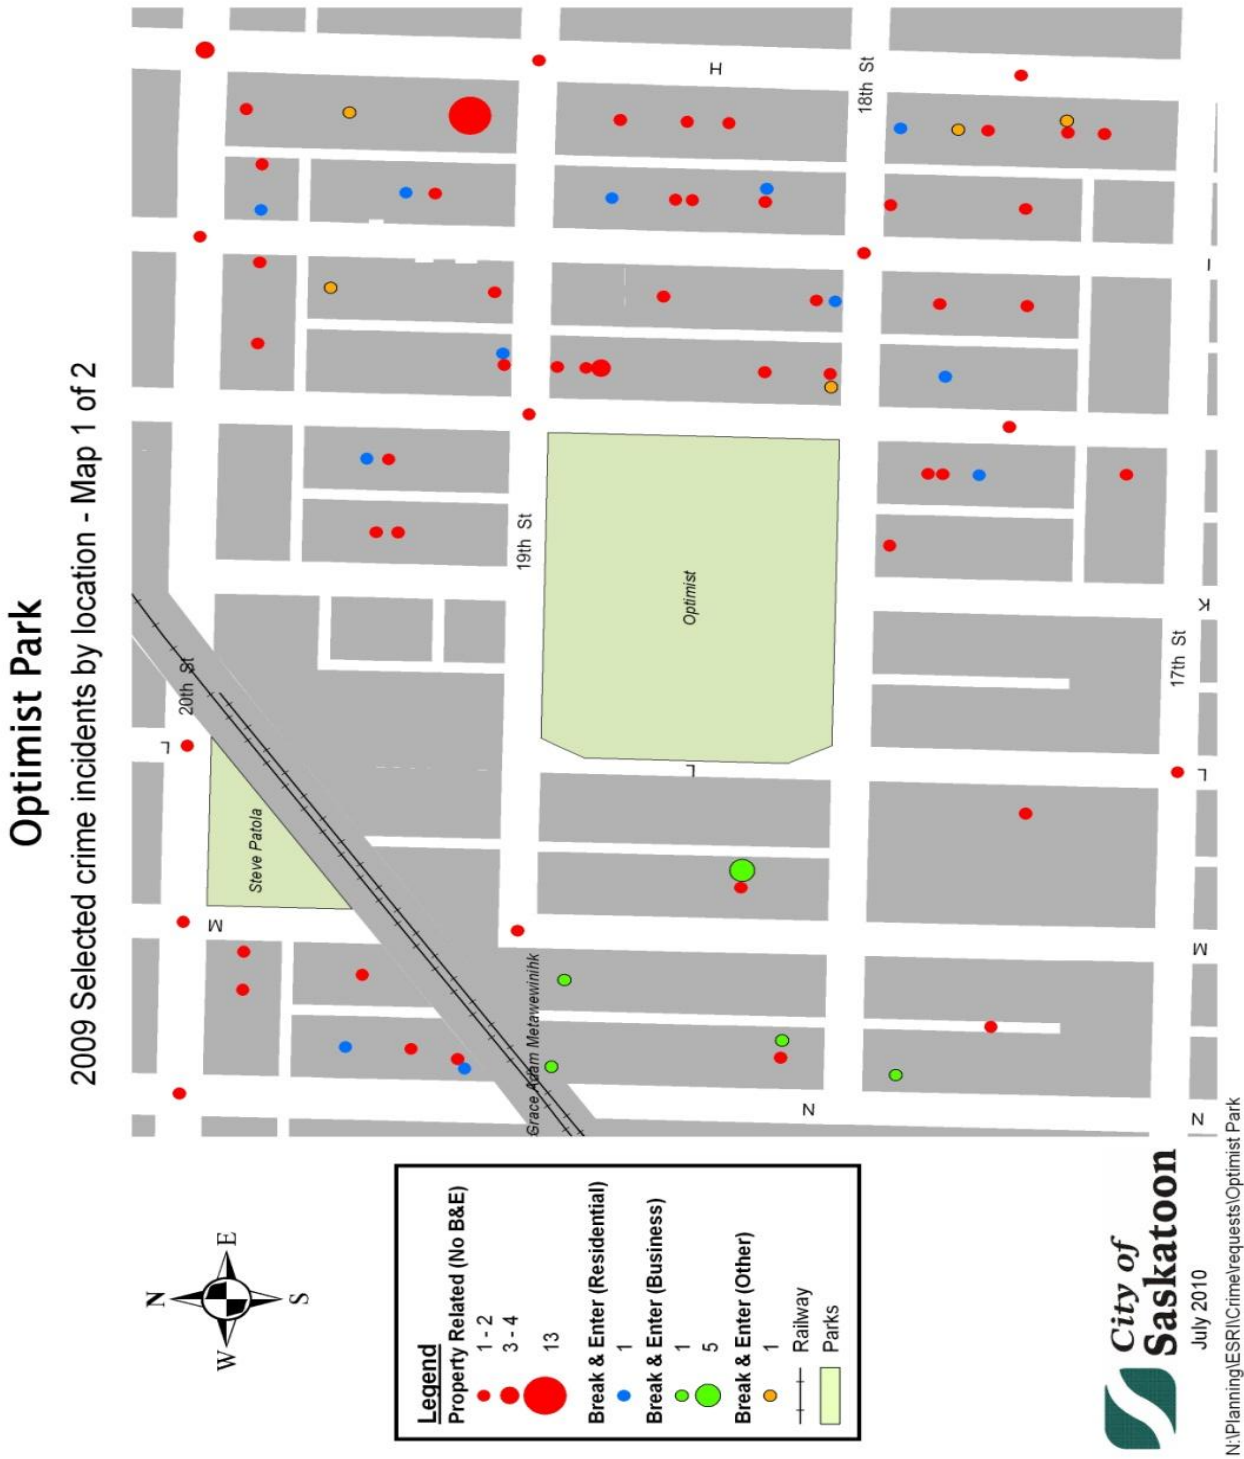 Optimist Park
2009 Selected crime incidents by location - Map 1 of 2
N
W
E
S
Legend
Property Related (No B&E)
1 - 2
3 - 4
13
Break & Enter (Residential)
1
Break & Enter (Business)
1
5
Break & Enter (Other)
1
Railway
Parks
City of
Saskatoon
July 2010
N:\Planning\ESRI\Crime\requests\Optimist Park
20th St
L
M
Steve Patola
19th St
H
Optimist
L
Grace Adam Metawewinihk
N
18th St
17th St
I
K
L
M
N